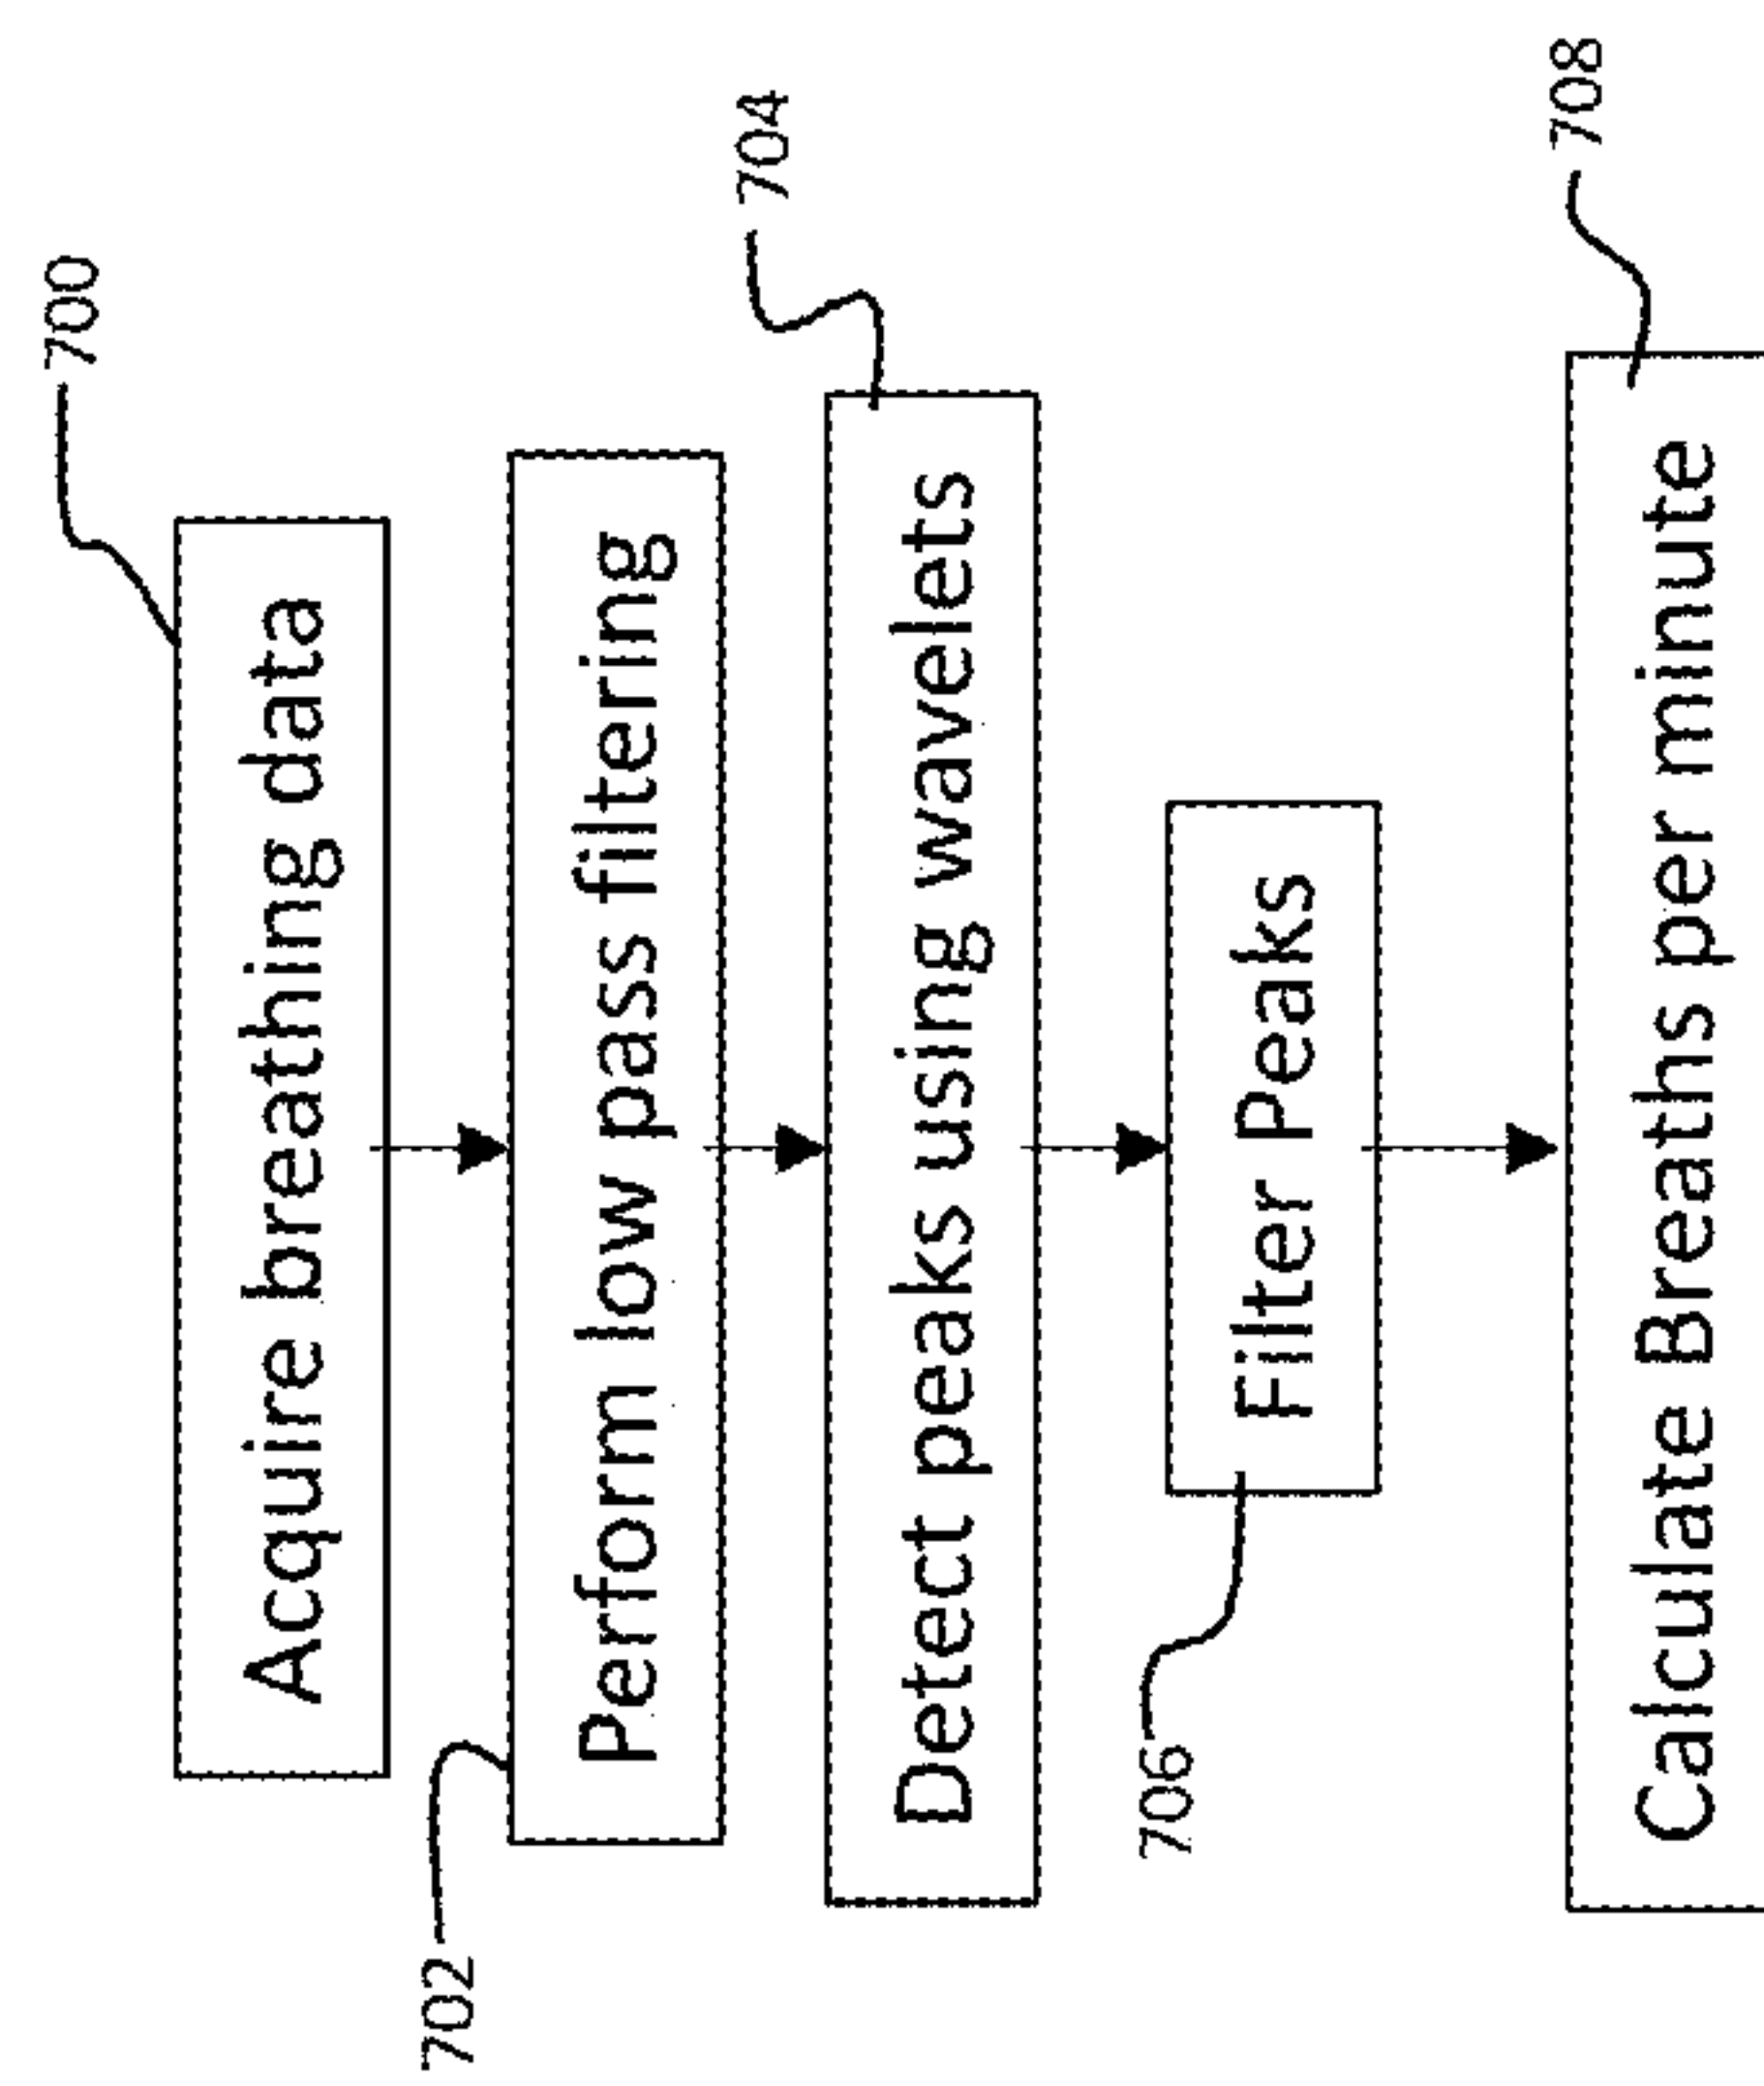 700
Acquire breathing data
702
Perform low pass filtering
704
Detect peaks using wavelets
706
Filter Peaks
708
Calculate Breaths per minute